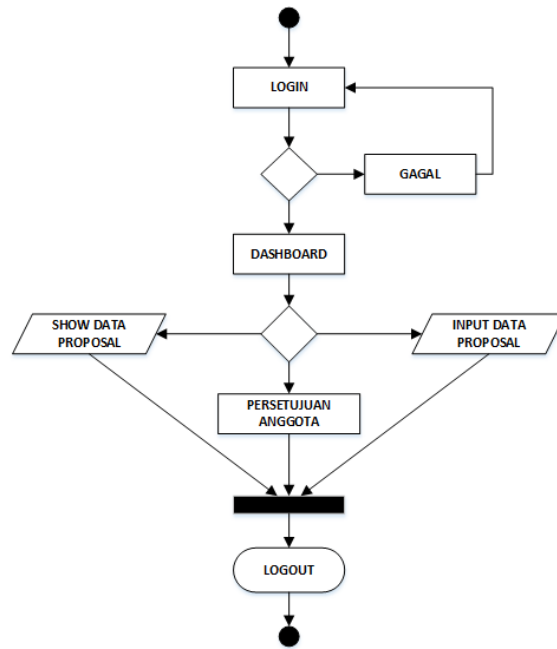 LOGIN
GAGAL
DASHBOARD
SHOW DATA
PROPOSAL
INPUT DATA
PROPOSAL
PERSETUJUAN
ANGGOTA
LOGOUT